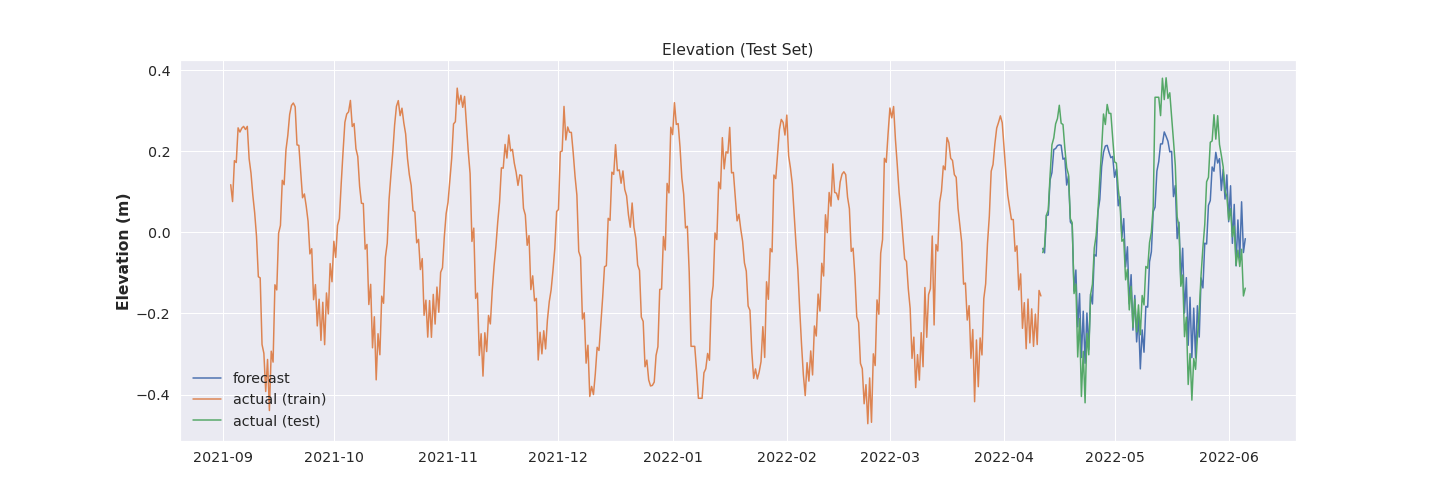 Elevation (Test Set)
Elevation (m)
0.4
0.2
0.0
−0.2
−0.4
forecast
actual (train)
actual (test)
2021-09 2021-10 2021-11 2021-12 2022-01 2022-02 2022-03 2022-04 2022-05 2022-06